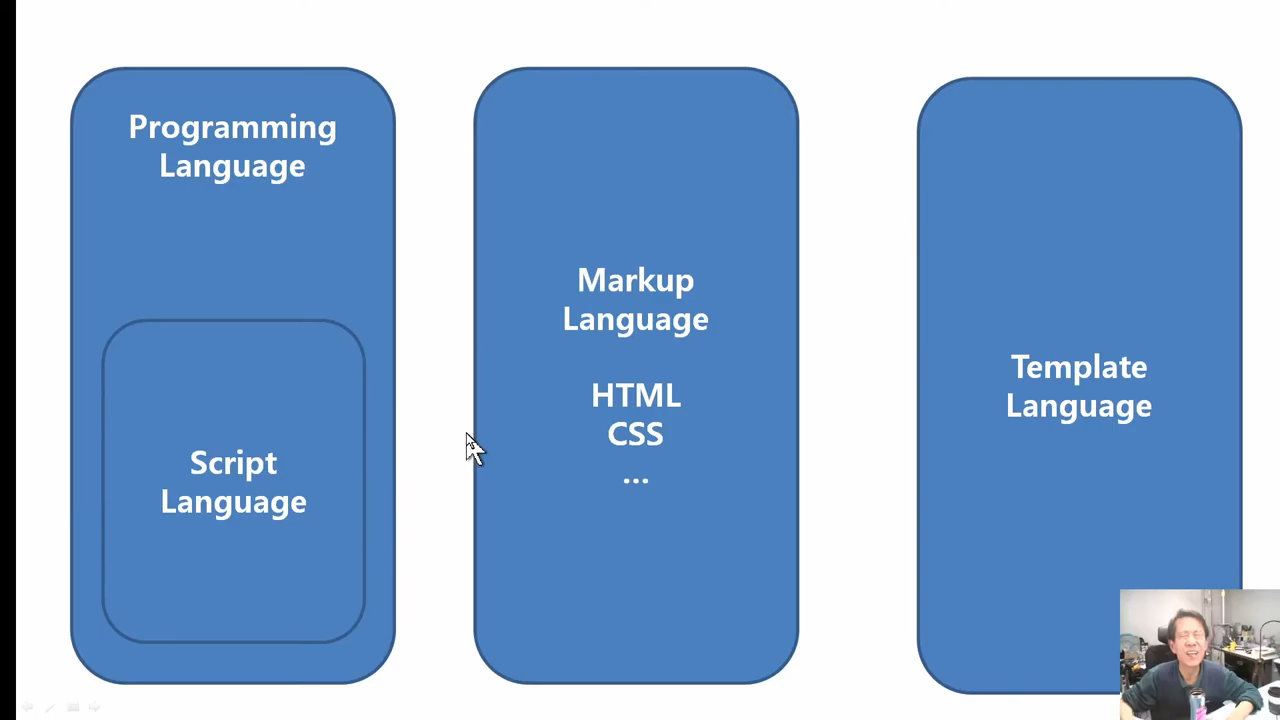 Programming
Language
Script
Language
Markup
Language
HTML
CSS
...
Template
Language